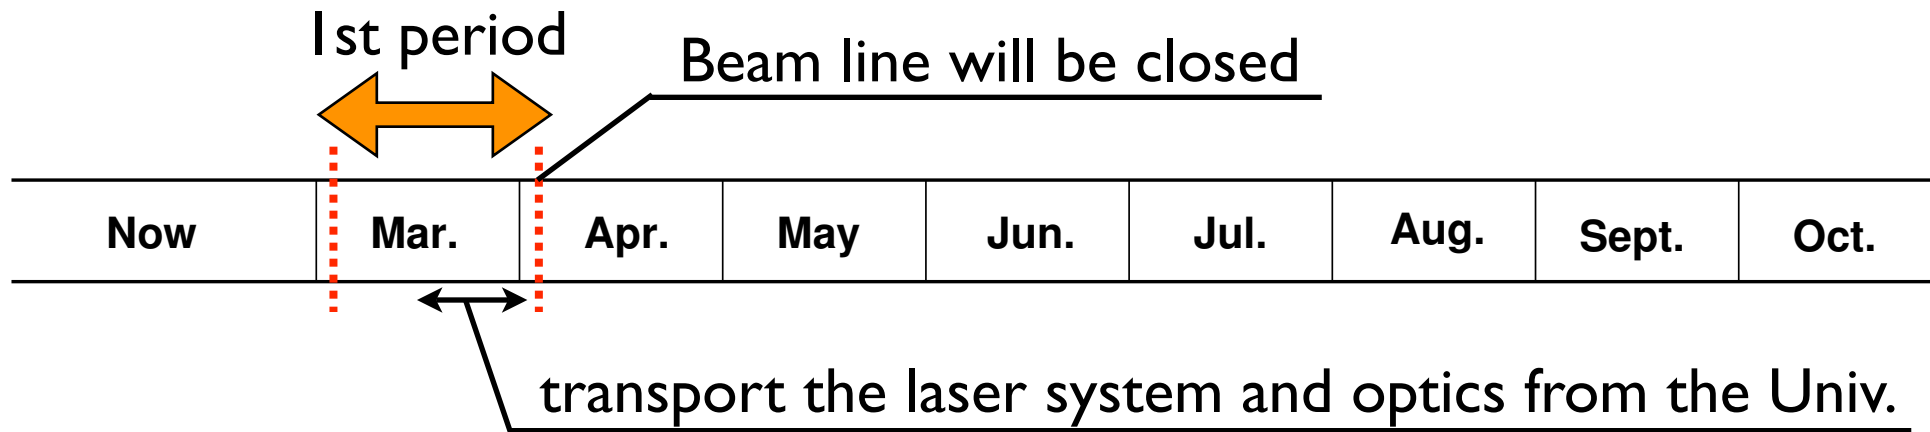 1st period
Beam line will be closed
Now Mar. Apr. May Jun. Jul. Aug. Sept. Oct.
transport the laser system and optics from the Univ.